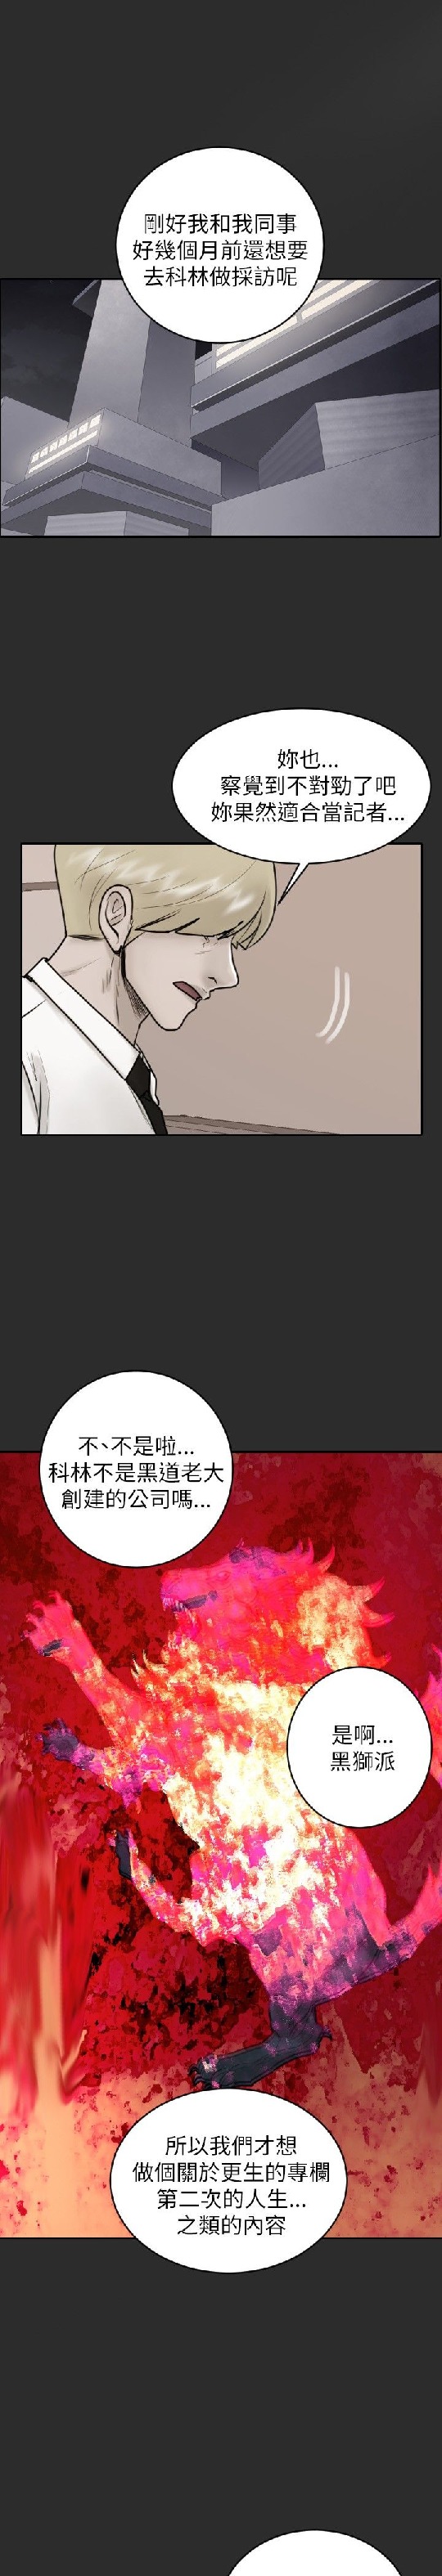 剛好我和我同事
好幾個月前還想要
去科林做採訪呢
妳也...
察覺到不對勁了吧
妳果然適合當記者...
不、不是啦...
科林不是黑道老大
創建的公司嗎...
是啊...
黑獅派
所以我們才想
做個關於更生的專欄
第二次的人生...
之類的內容